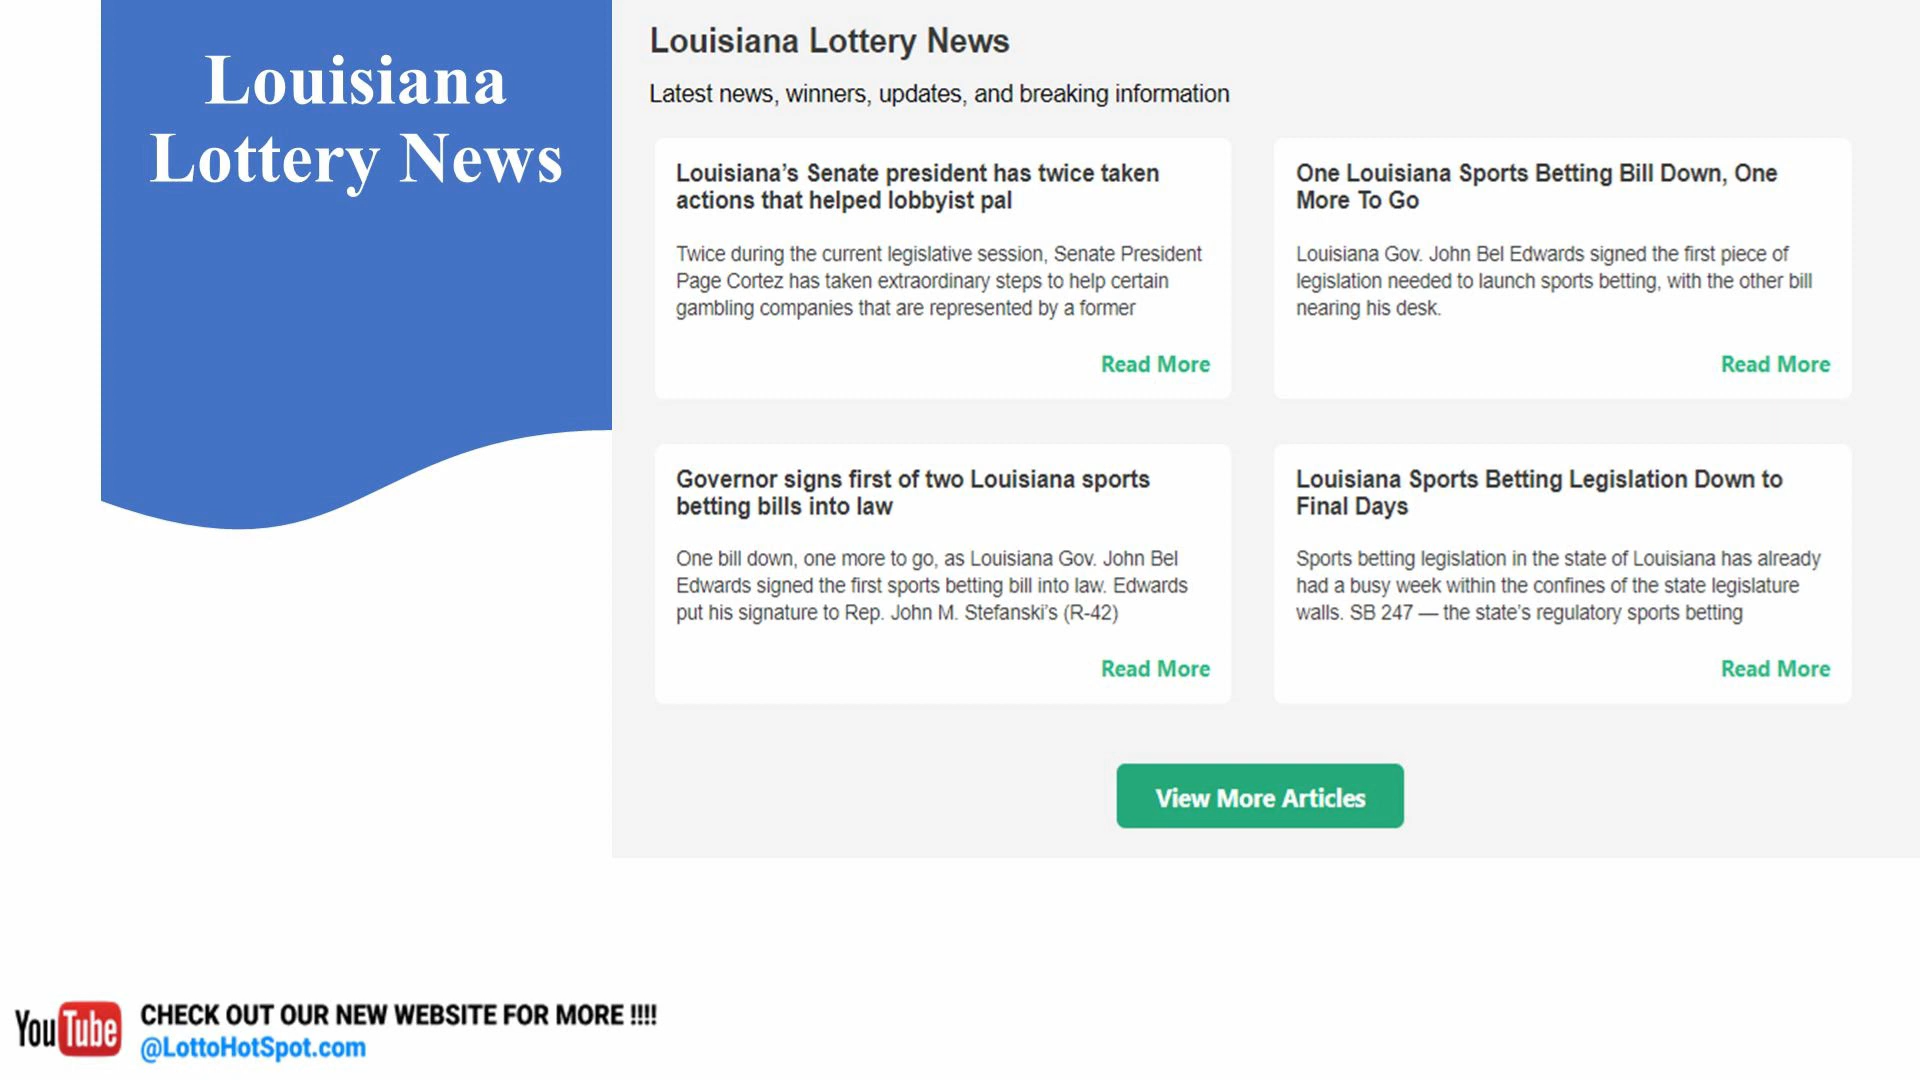 Louisiana
Lottery News
Louisiana Lottery News
Latest news, winners, updates, and breaking information
Louisiana’s Senate president has twice taken
actions that helped lobbyist pal
Twice during the current legislative session, Senate President
Page Cortez has taken extraordinary steps to help certain
gambling companies that are represented by a former
Read More
One Louisiana Sports Betting Bill Down, One
More To Go
Louisiana Gov. John Bel Edwards signed the first piece of
legislation needed to launch sports betting, with the other bill
nearing his desk.
Read More
Governor signs first of two Louisiana sports
betting bills into law
One bill down, one more to go, as Louisiana Gov. John Bel
Edwards signed the first sports betting bill into law. Edwards
put his signature to Rep. John M. Stefanski’s (R-42)
Read More
Louisiana Sports Betting Legislation Down to
Final Days
Sports betting legislation in the state of Louisiana has already
had a busy week within the confines of the state legislature
walls. SB 247 — the state’s regulatory sports betting
Read More
View More Articles
YouTube
CHECK OUT OUR NEW WEBSITE FOR MORE !!!!
@LottoHotSpot.com